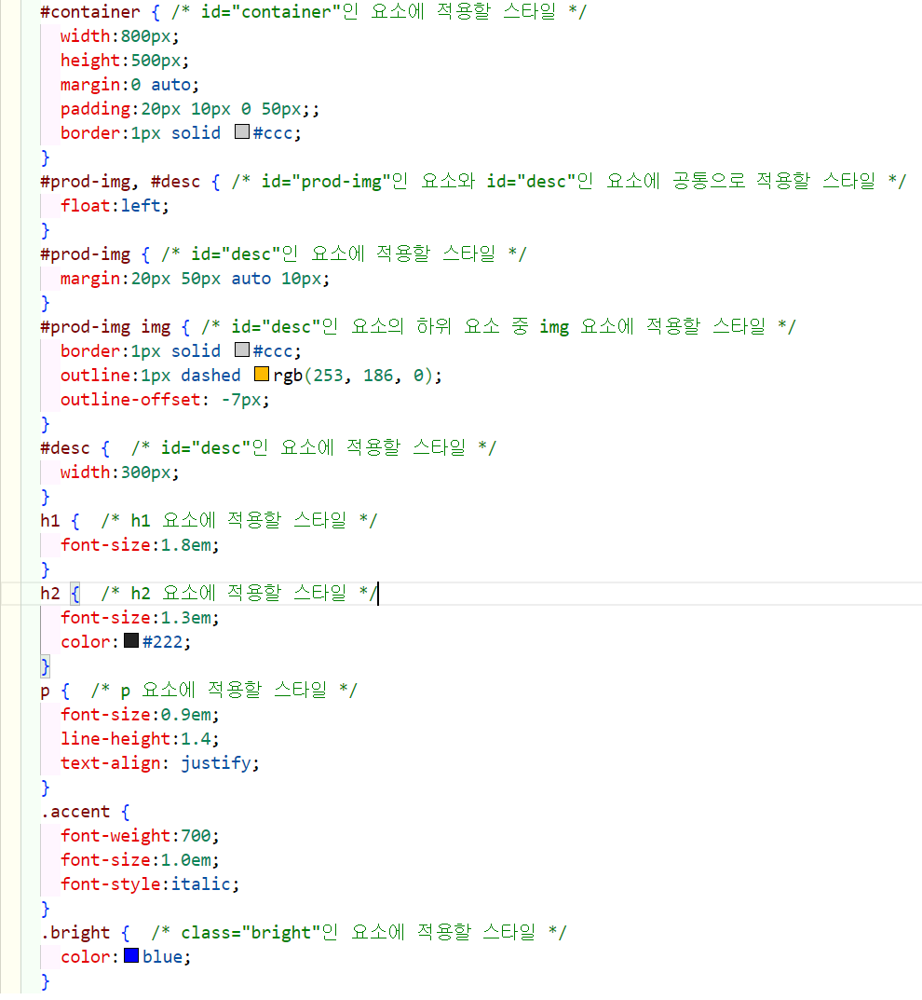 #container { /* id="container"인 요소에 적용할 스타일 */
width:800px;
height:500px;
margin:0 auto;
padding:20px 10px 0 50px;;
border:1px solid #ccc;
}
#prod-img, #desc { /* id="prod-img"인 요소와 id="desc"인 요소에 공통으로 적용할 스타일 */
float:left;
}
#prod-img { /* id="desc"인 요소에 적용할 스타일 */
margin:20px 50px auto 10px;
}
#prod-img img { /* id="desc"인 요소의 하위 요소 중 img 요소에 적용할 스타일 */
border:1px solid #ccc;
outline:1px dashed rgb(253, 186, 0);
outline-offset: -7px;
}
#desc {  /* id="desc"인 요소에 적용할 스타일 */
width:300px;
}
h1 {  /* h1 요소에 적용할 스타일 */
font-size:1.8em;
}
h2 {  /* h2 요소에 적용할 스타일 */
font-size:1.3em;
color:#222;
}
p {  /* p 요소에 적용할 스타일 */
font-size:0.9em;
line-height:1.4;
text-align: justify;
}
.accent {
font-weight:700;
font-size:1.0em;
font-style:italic;
}
.bright {  /* class="bright"인 요소에 적용할 스타일 */
color:blue;
}